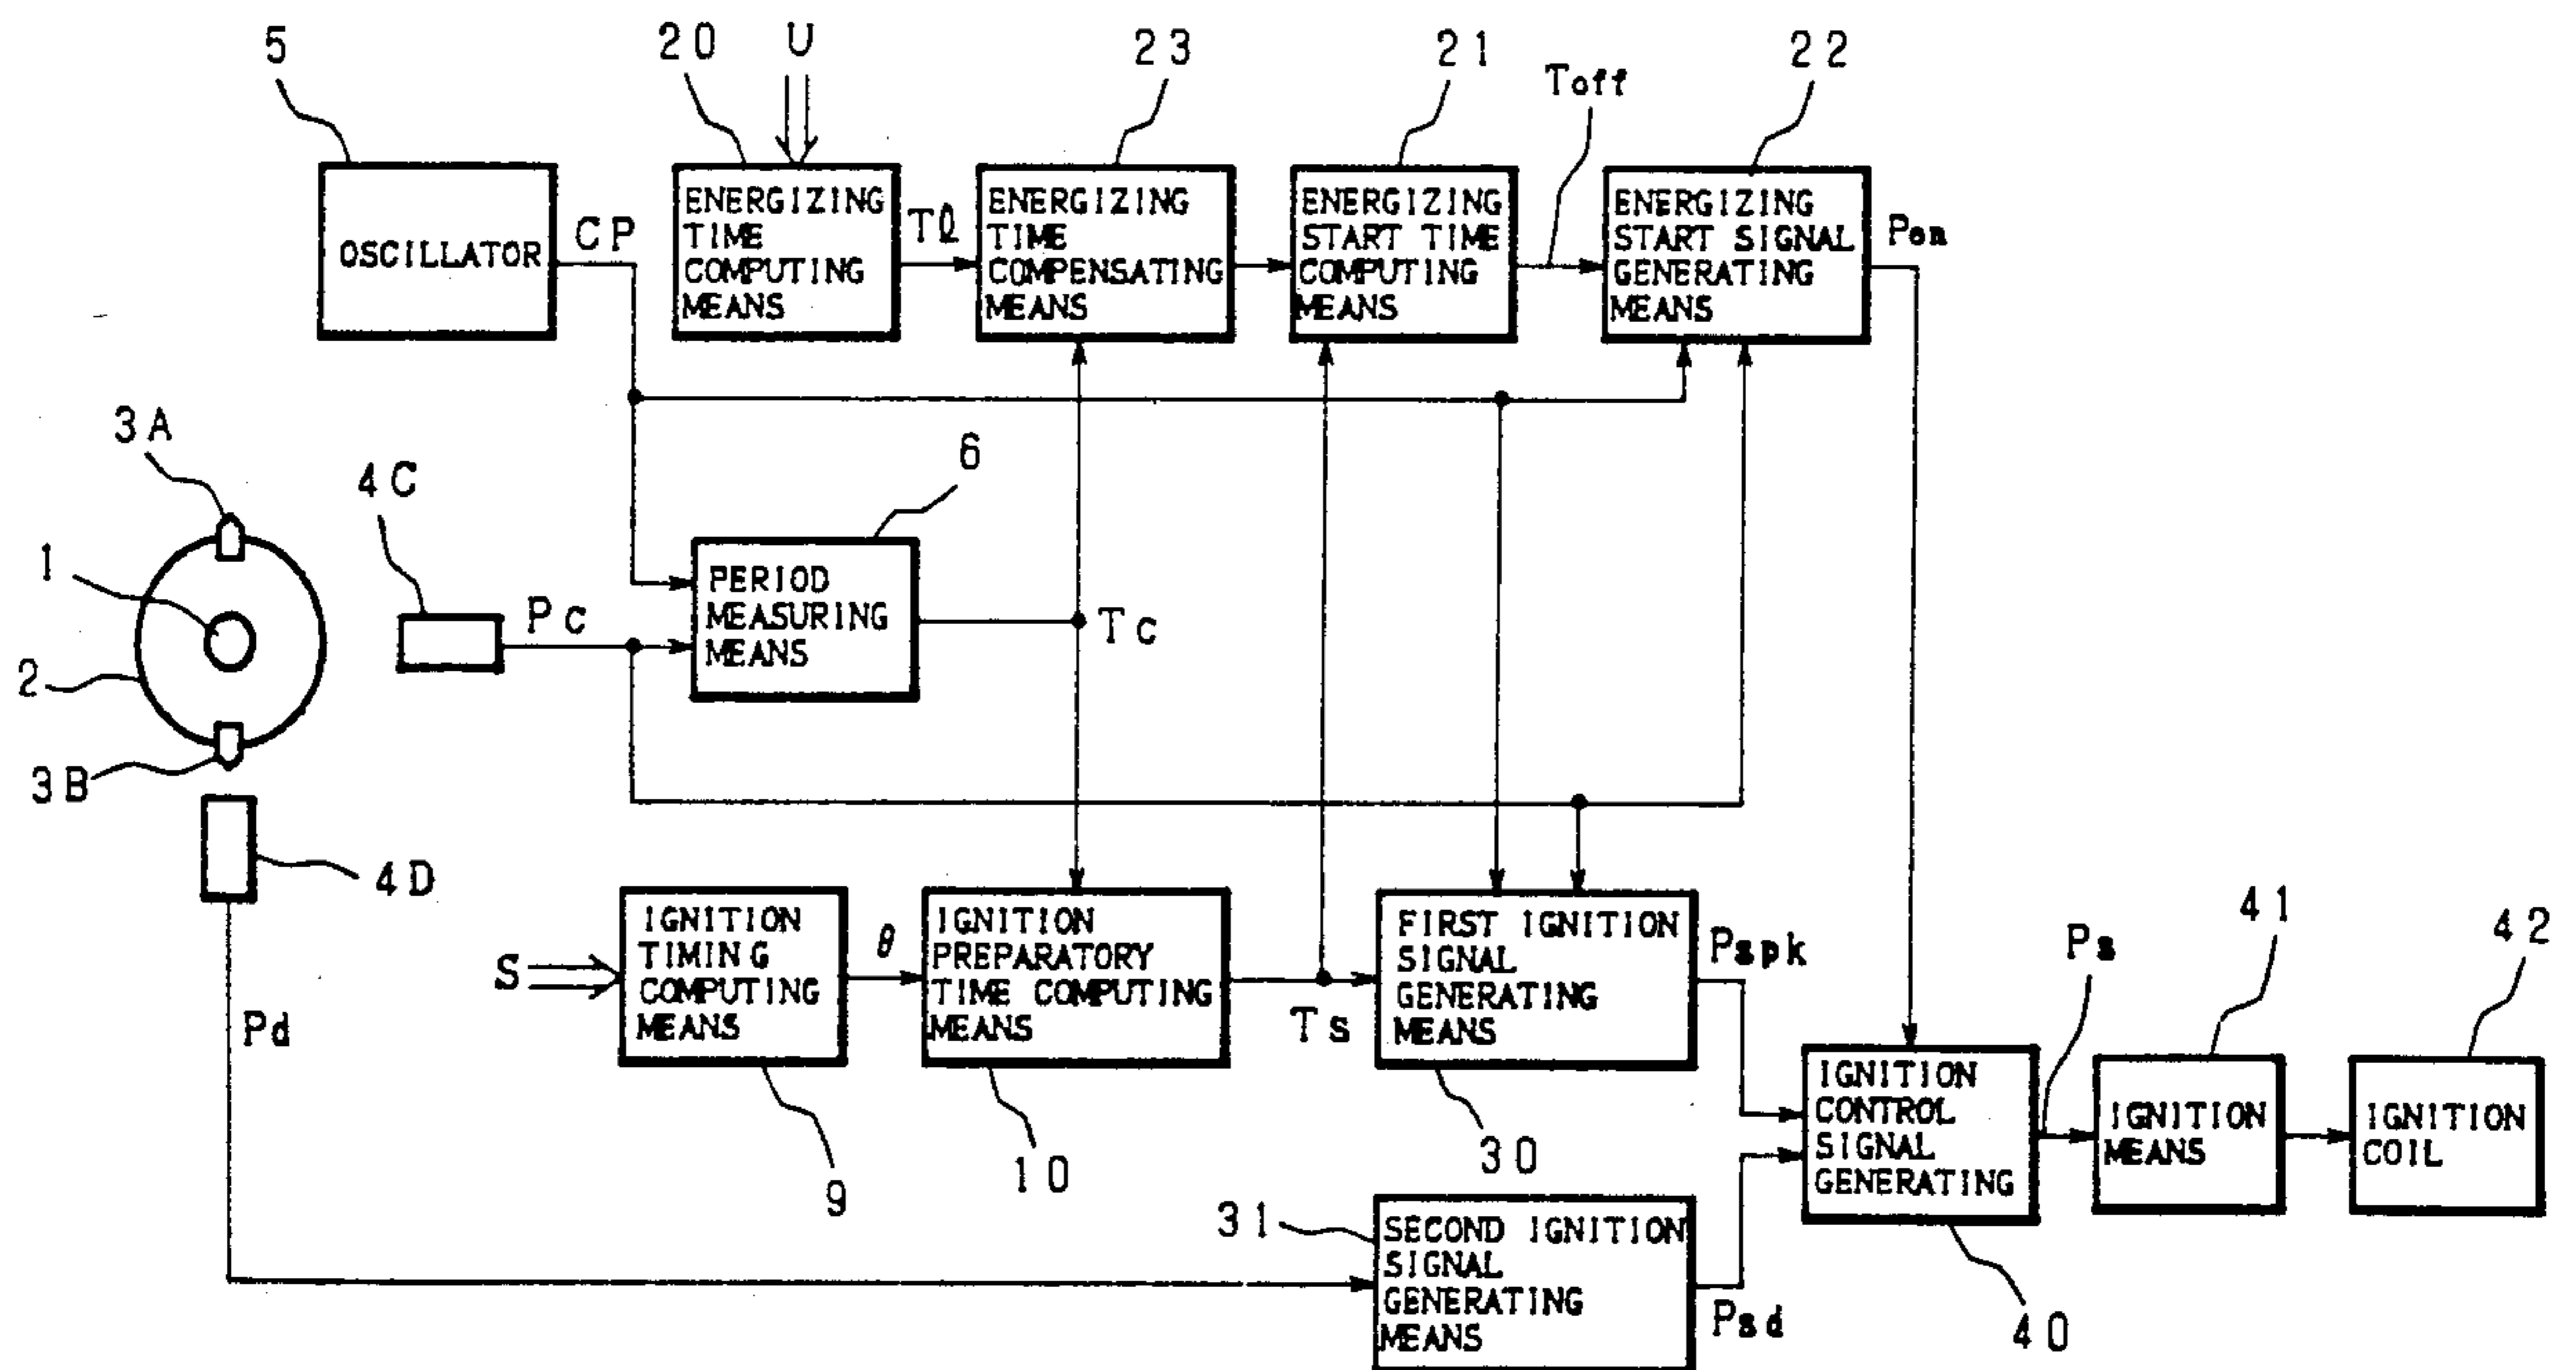 5
20
U
23
21
Toff
22
OSCILLATOR
CP
ENERGIZING
TIME
COMPUTING
MEANS
Tℓ
ENERGIZING
TIME
COMPENSATING
MEANS
ENERGIZING
START TIME
COMPUTING
MEANS
ENERGIZING
START SIGNAL
GENERATING
MEANS
Pon
3A
4C
6
1
2
3B
Pc
PERIOD
MEASURING
MEANS
Tc
4D
Pd
S
IGNITION
TIMING
COMPUTING
MEANS
9
θ
IGNITION
PREPARATORY
TIME COMPUTING
MEANS
10
Ts
FIRST IGNITION
SIGNAL
GENERATING
MEANS
30
Pspk
31
SECOND IGNITION
SIGNAL
GENERATING
MEANS
Psd
IGNITION
CONTROL
SIGNAL
GENERATING
40
Ps
41
IGNITION
MEANS
42
IGNITION
COIL